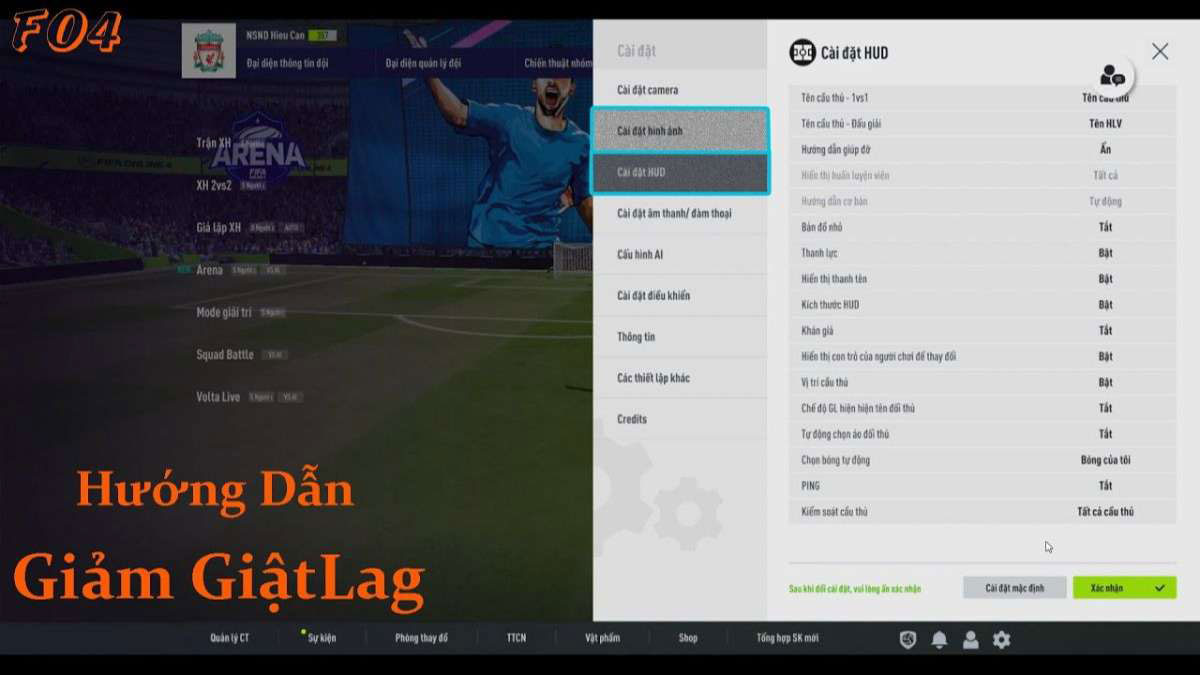 FO4
NSND Hieu Can
Đại diện thông tin đội
Đại diện quản lý đội
Chiến thuật nhóm
Trận XH
ARENA
XH 2vs2
Giả lập XH
Arena
Mode giải trí
Squad Battle
Volta Live
Hướng Dẫn
Giảm GiậtLag
Cài đặt
Cài đặt camera
Cài đặt hình ảnh
Cài đặt HUD
Cài đặt âm thanh/ đàm thoại
Cấu hình AI
Cài đặt điều khiển
Thông tin
Các thiết lập khác
Credits
Cài đặt HUD
Tên cầu thủ - 1vs1 Tên cầu thủ
Tên cầu thủ - Đấu giải Tên HLV
Hướng dẫn giúp đỡ Ẩn
Hiển thị huấn luyện viên Tất cả
Hướng dẫn cơ bản Tự động
Bản đồ nhỏ Tắt
Thanh lực Bật
Hiển thị thanh tên Bật
Kích thước HUD Bật
Khán giả Tắt
Hiển thị con trỏ của người chơi để thay đổi Bật
Vị trí cầu thủ Bật
Chế độ GL hiện hiện tên đối thủ Tắt
Tự động chọn áo đối thủ Tắt
Chọn bóng tự động Bóng của tôi
PING Tắt
Kiểm soát cầu thủ Tất cả cầu thủ
Sau khi đổi cài đặt, vui lòng ấn xác nhận
Cài đặt mặc định
Xác nhận
Quản lý CT
Sự kiện
Phòng thay đồ
TTCN
Vật phẩm
Shop
Tổng hợp SK mới